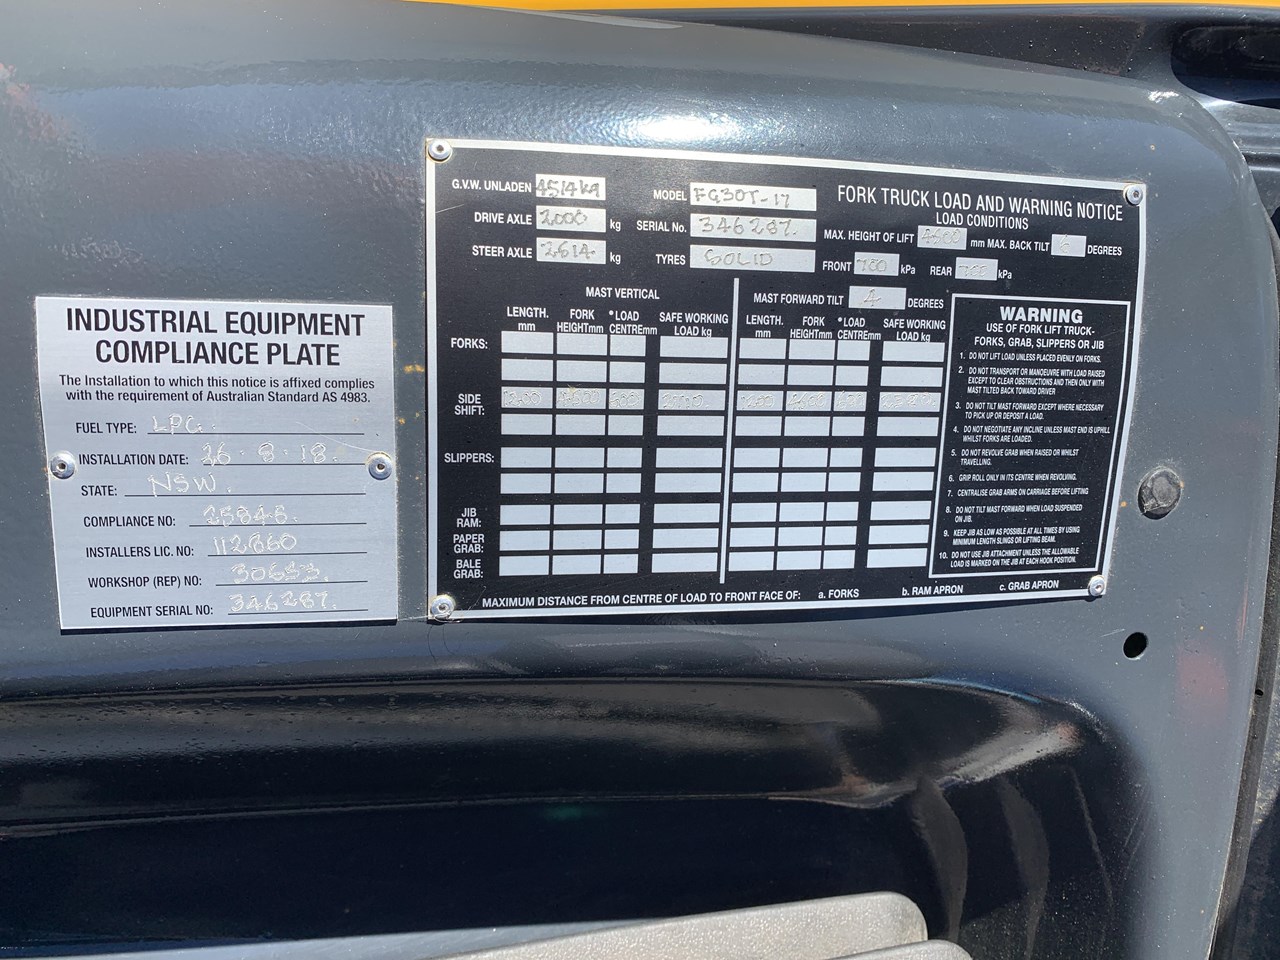 INDUSTRIAL EQUIPMENT
COMPLIANCE PLATE
The Installation to which this notice is affixed complies
with the requirement of Australian Standard AS 4983.
FUEL TYPE: LPG.
INSTALLATION DATE: 26-8-18.
STATE: NSW.
COMPLIANCE NO: 25848.
INSTALLERS LIC. NO: 112860
WORKSHOP (REP) NO: 30653.
EQUIPMENT SERIAL NO: 346287.
FORK TRUCK LOAD AND WARNING NOTICE
LOAD CONDITIONS
G.V.W. UNLADEN 4514kg
MODEL FG30T-17
DRIVE AXLE 2000 kg
SERIAL No. 346287.
MAX. HEIGHT OF LIFT mm MAX. BACK TILT 6 DEGREES
STEER AXLE 2614 kg
TYRES SOLID
FRONT 700 kPa REAR 700 kPa
MAST VERTICAL
MAST FORWARD TILT 4 DEGREES
LENGTH. mm FORK HEIGHTmm *LOAD CENTREmm SAFE WORKING LOAD kg
LENGTH. mm FORK HEIGHTmm *LOAD CENTREmm SAFE WORKING LOAD kg
FORKS:
SIDE
SHIFT:
SLIPPERS:
JIB
RAM:
PAPER
GRAB:
BALE
GRAB:
WARNING
USE OF FORK LIFT TRUCK-
FORKS, GRAB, SLIPPERS OR JIB
1. DO NOT LIFT LOAD UNLESS PLACED EVENLY ON FORKS.
2. DO NOT TRANSPORT OR MANOEUVRE WITH LOAD RAISED
EXCEPT TO CLEAR OBSTRUCTIONS AND THEN ONLY WITH
MAST TILTED BACK TOWARD DRIVER
3. DO NOT TILT MAST FORWARD EXCEPT WHERE NECESSARY
TO PICK UP OR DEPOSIT A LOAD.
4. DO NOT NEGOTIATE ANY INCLINE UNLESS MAST END IS UPHILL
WHILST FORKS ARE LOADED.
5. DO NOT REVOLVE GRAB WHEN RAISED OR WHILST
TRAVELLING.
6. GRIP ROLL ONLY IN ITS CENTRE WHEN REVOLVING.
7. CENTRALISE GRAB ARMS ON CARRIAGE BEFORE LIFTING
8. DO NOT TILT MAST FORWARD WHEN LOAD SUSPENDED
ON JIB.
9. KEEP JIB AS LOW AS POSSIBLE AT ALL TIMES BY USING
MINIMUM LENGTH SLINGS OR LIFTING BEAM.
10. DO NOT USE JIB ATTACHMENT UNLESS THE ALLOWABLE
LOAD IS MARKED ON THE JIB AT EACH HOOK POSITION.
MAXIMUM DISTANCE FROM CENTRE OF LOAD TO FRONT FACE OF: a. FORKS b. RAM APRON c. GRAB APRON